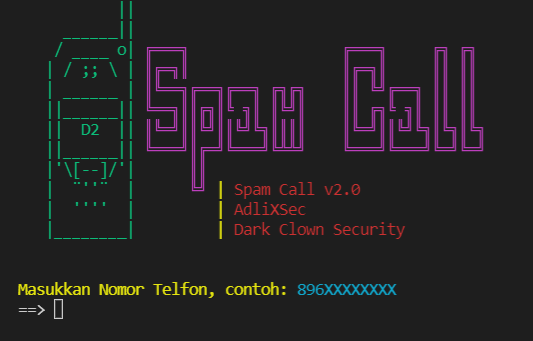 D2
Spam Call
Spam Call v2.0
AdliXSec
Dark Clown Security
Masukkan Nomor Telfon, contoh: 896XXXXXXXX
==>